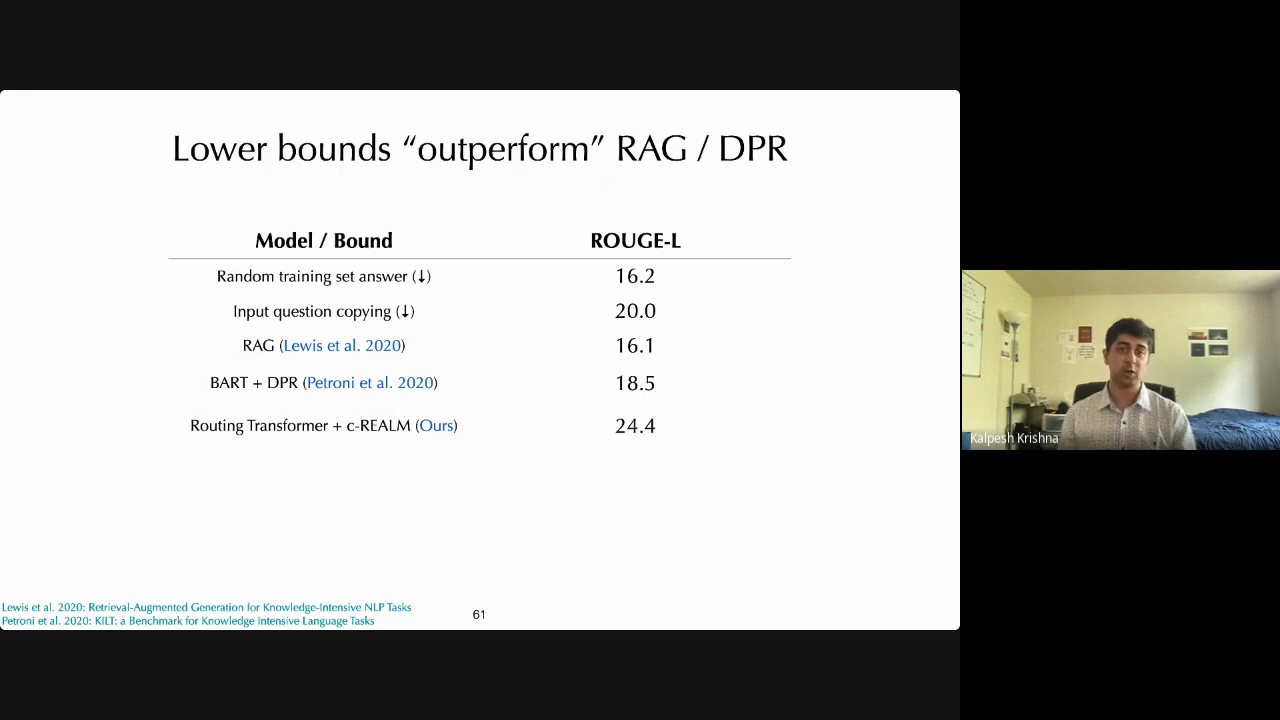 Lower bounds “outperform” RAG / DPR
Model / Bound ROUGE-L
Random training set answer (↓) 16.2
Input question copying (↓) 20.0
RAG (Lewis et al. 2020) 16.1
BART + DPR (Petroni et al. 2020) 18.5
Routing Transformer + c-REALM (Ours) 24.4
Lewis et al. 2020: Retrieval-Augmented Generation for Knowledge-Intensive NLP Tasks
Petroni et al. 2020: KILT: a Benchmark for Knowledge Intensive Language Tasks
61
Kalpesh Krishna